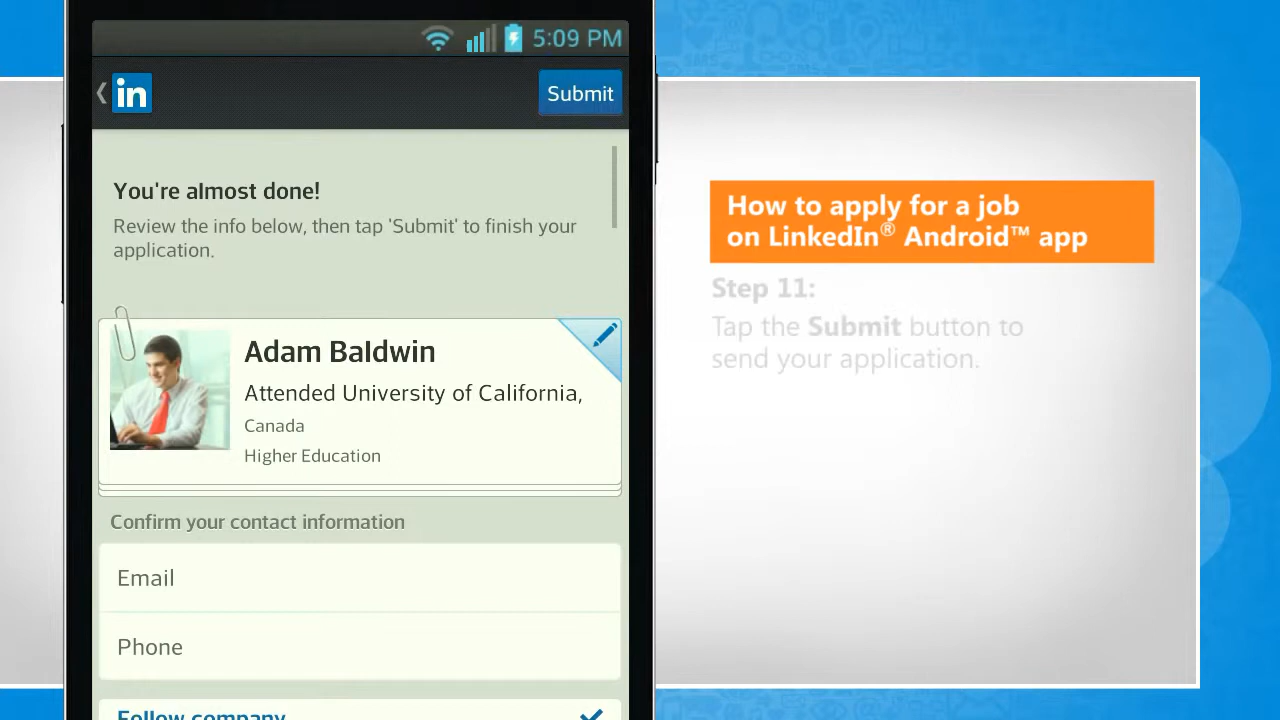 5:09 PM
in
Submit
You're almost done!
Review the info below, then tap 'Submit' to finish your
application.
Adam Baldwin
Attended University of California,
Canada
Higher Education
Confirm your contact information
Email
Phone
Follow company
How to apply for a job
on LinkedIn® Android™ app
Step 11:
Tap the Submit button to
send your application.